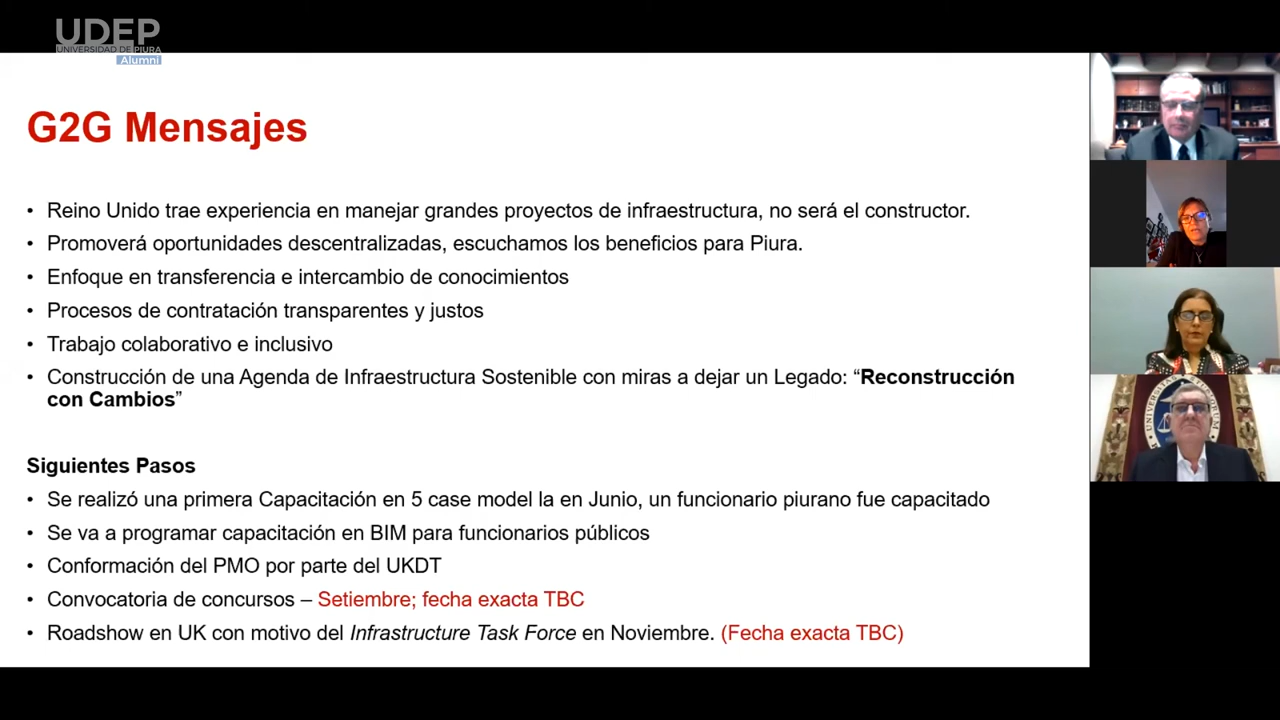 UDEP
UNIVERSIDAD DE PIURA
Alumni
G2G Mensajes
• Reino Unido trae experiencia en manejar grandes proyectos de infraestructura, no será el constructor.
• Promoverá oportunidades descentralizadas, escuchamos los beneficios para Piura.
• Enfoque en transferencia e intercambio de conocimientos
• Procesos de contratación transparentes y justos
• Trabajo colaborativo e inclusivo
• Construcción de una Agenda de Infraestructura Sostenible con miras a dejar un Legado: “Reconstrucción
con Cambios”
Siguientes Pasos
• Se realizó una primera Capacitación en 5 case model la en Junio, un funcionario piurano fue capacitado
• Se va a programar capacitación en BIM para funcionarios públicos
• Conformación del PMO por parte del UKDT
• Convocatoria de concursos – Setiembre; fecha exacta TBC
• Roadshow en UK con motivo del Infrastructure Task Force en Noviembre. (Fecha exacta TBC)